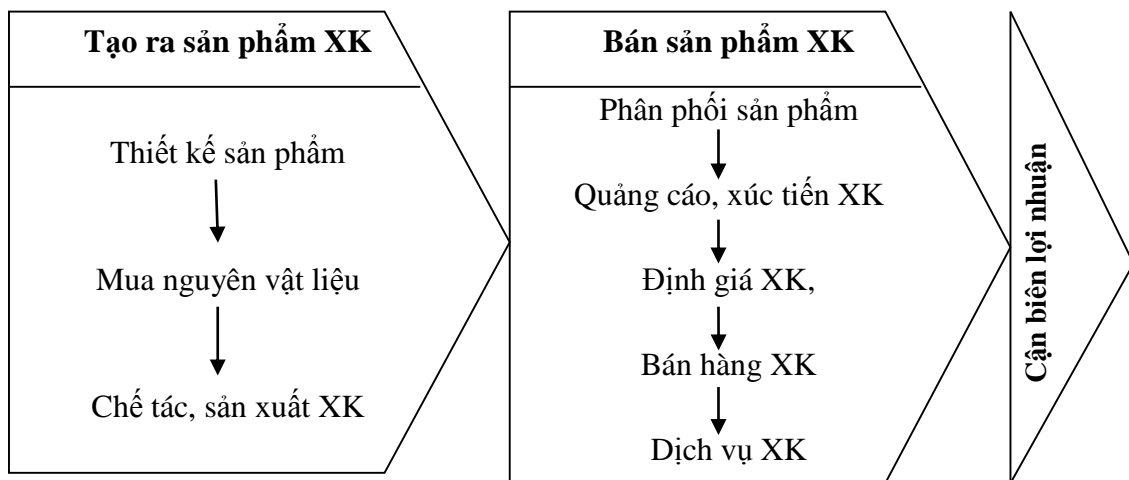 Tạo ra sản phẩm XK
Thiết kế sản phẩm
Mua nguyên vật liệu
Chế tác, sản xuất XK
Bán sản phẩm XK
Phân phối sản phẩm
Quảng cáo, xúc tiến XK
Định giá XK,
Bán hàng XK
Dịch vụ XK
Cận biên lợi nhuận